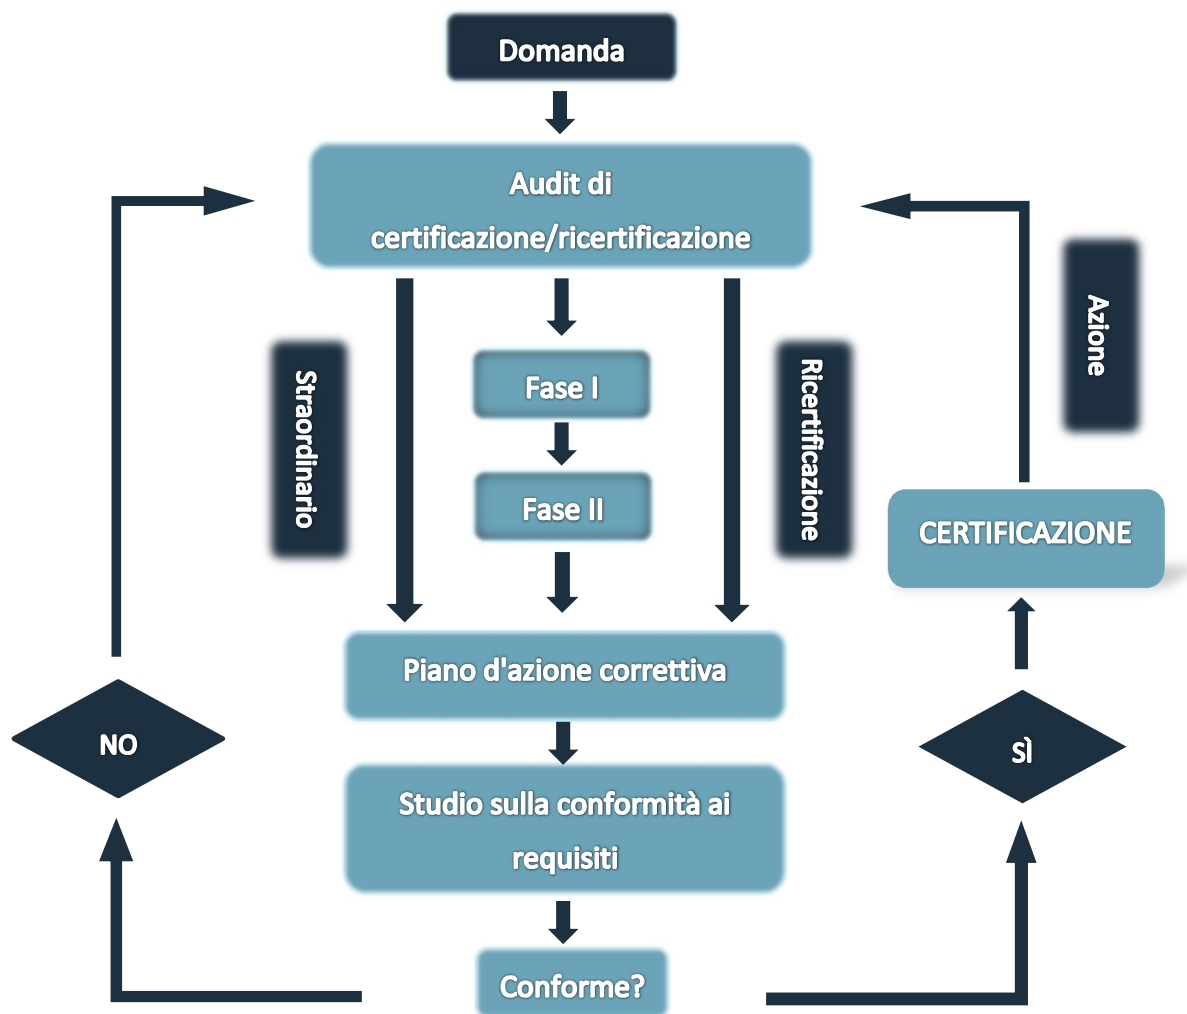 Domanda
Audit di
certificazione/ricertificazione
Straordinario
Fase I
Fase II
Ricertificazione
Azione
CERTIFICAZIONE
Piano d'azione correttiva
NO
SÌ
Studio sulla conformità ai
requisiti
Conforme?